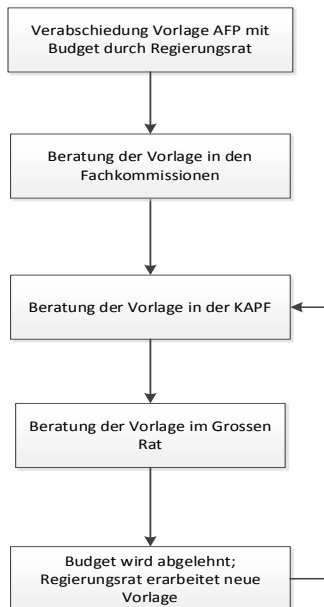 Verabschiedung Vorlage AFP mit
Budget durch Regierungsrat
Beratung der Vorlage in den
Fachkommissionen
Beratung der Vorlage in der KAPF
Beratung der Vorlage im Grossen
Rat
Budget wird abgelehnt;
Regierungsrat erarbeitet neue
Vorlage